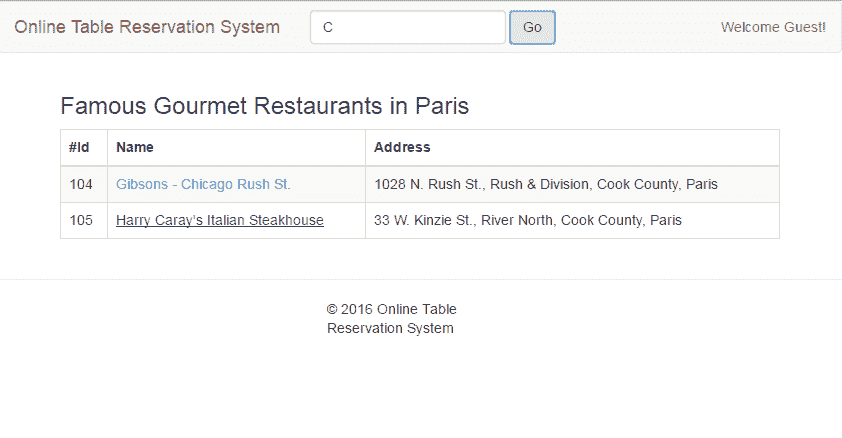 Online Table Reservation System C Go Welcome Guest!
Famous Gourmet Restaurants in Paris
#Id Name Address
104 Gibsons - Chicago Rush St. 1028 N. Rush St., Rush & Division, Cook County, Paris
105 Harry Caray's Italian Steakhouse 33 W. Kinzie St., River North, Cook County, Paris
© 2016 Online Table
Reservation System